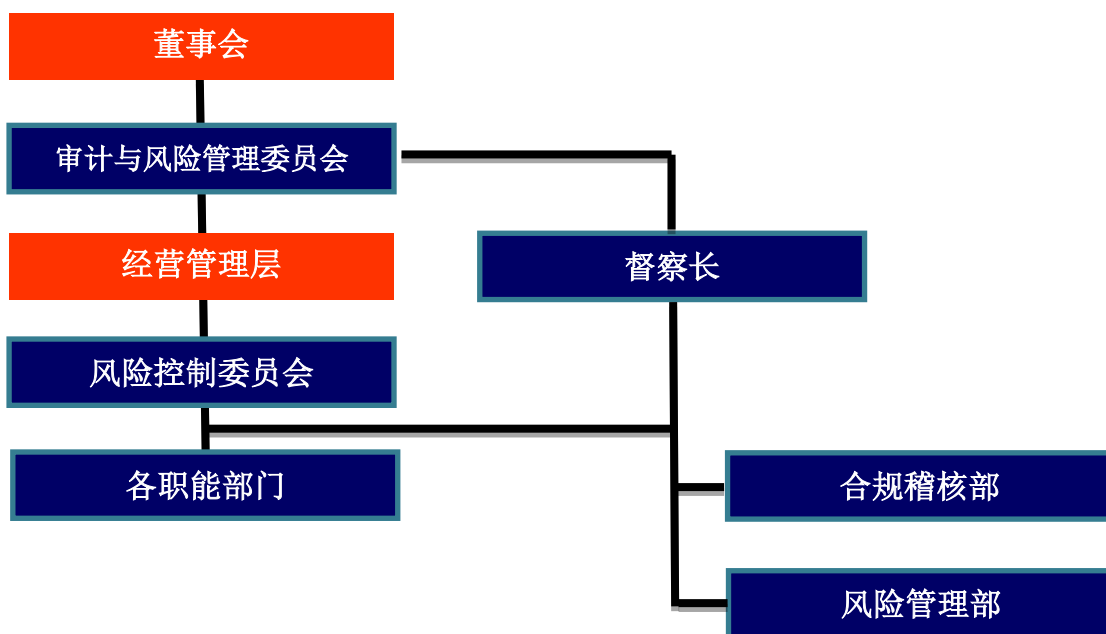 董事会
审计与风险管理委员会
经营管理层
督察长
风险控制委员会
各职能部门
合规稽核部
风险管理部